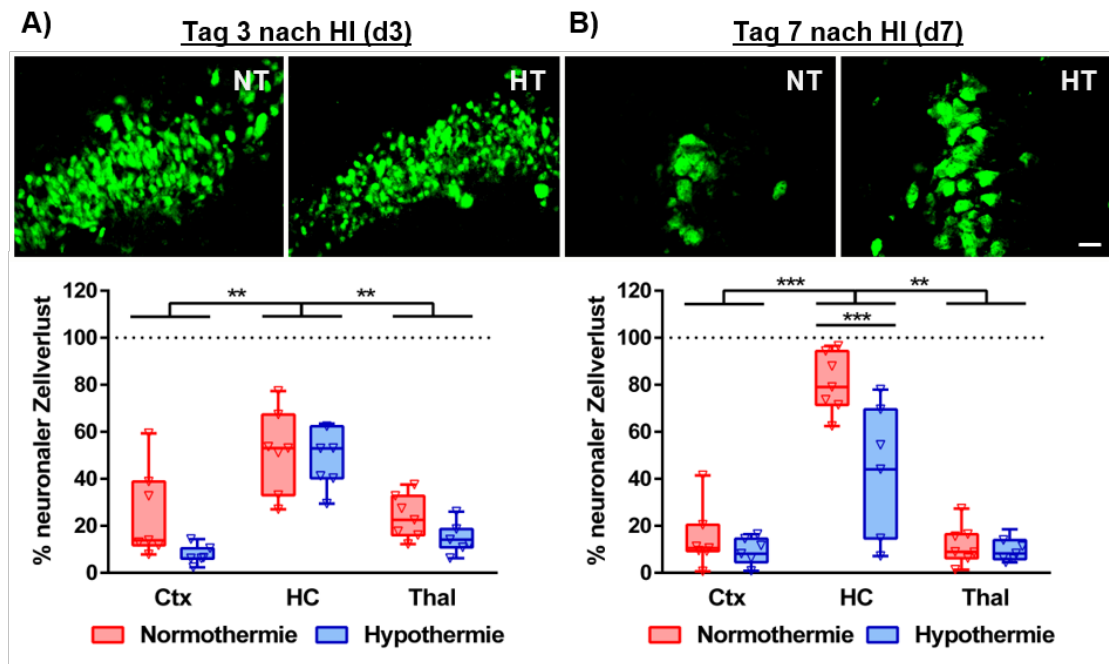 A) Tag 3 nach HI (d3)
NT
HT
** **
120
100
80
60
40
20
0
% neuronaler Zellverlust
Ctx HC Thal
Normothermie Hypothermie
B) Tag 7 nach HI (d7)
NT
HT
*** **
***
120
100
80
60
40
20
0
% neuronaler Zellverlust
Ctx HC Thal
Normothermie Hypothermie